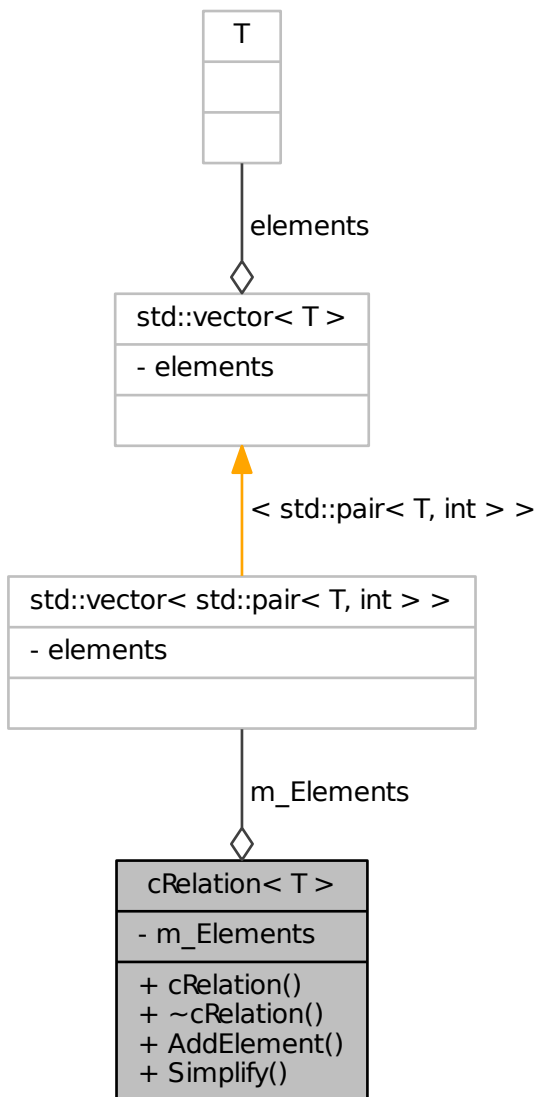 T
elements
std::vector< T >
- elements
< std::pair< T, int > >
std::vector< std::pair< T, int > >
- elements
m_Elements
cRelation< T >
- m_Elements
+ cRelation()
+ ~cRelation()
+ AddElement()
+ Simplify()